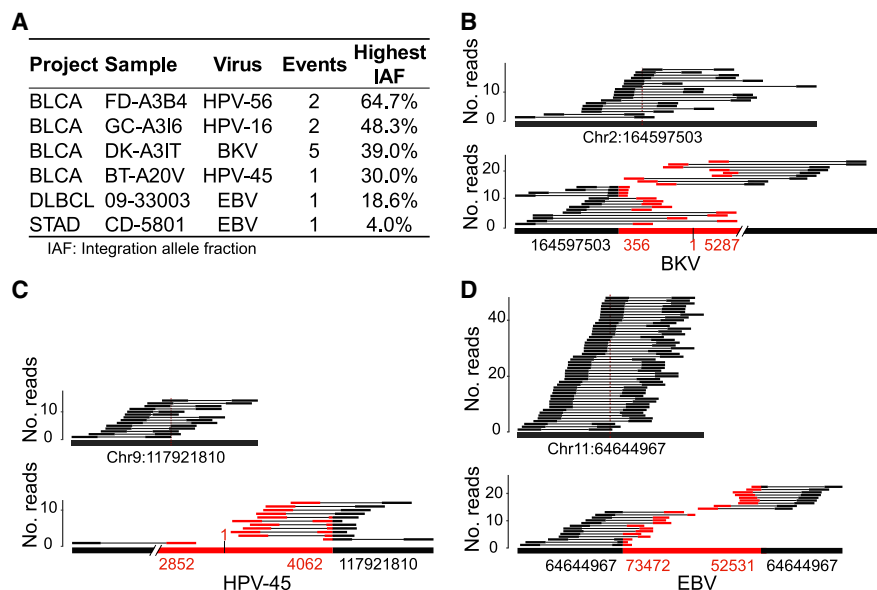 A
Project Sample Virus Events Highest IAF
BLCA FD-A3B4 HPV-56 2 64.7%
BLCA GC-A3I6 HPV-16 2 48.3%
BLCA DK-A3IT BKV 5 39.0%
BLCA BT-A20V HPV-45 1 30.0%
DLBCL 09-33003 EBV 1 18.6%
STAD CD-5801 EBV 1 4.0%
IAF: Integration allele fraction
B
No. reads
10
0
Chr2:164597503
No. reads
20
10
0
164597503 356 1 5287
BKV
C
No. reads
10
0
Chr9:117921810
No. reads
10
0
1
2852 4062 117921810
HPV-45
D
No. reads
40
20
0
Chr11:64644967
No. reads
20
10
0
64644967 73472 52531 64644967
EBV